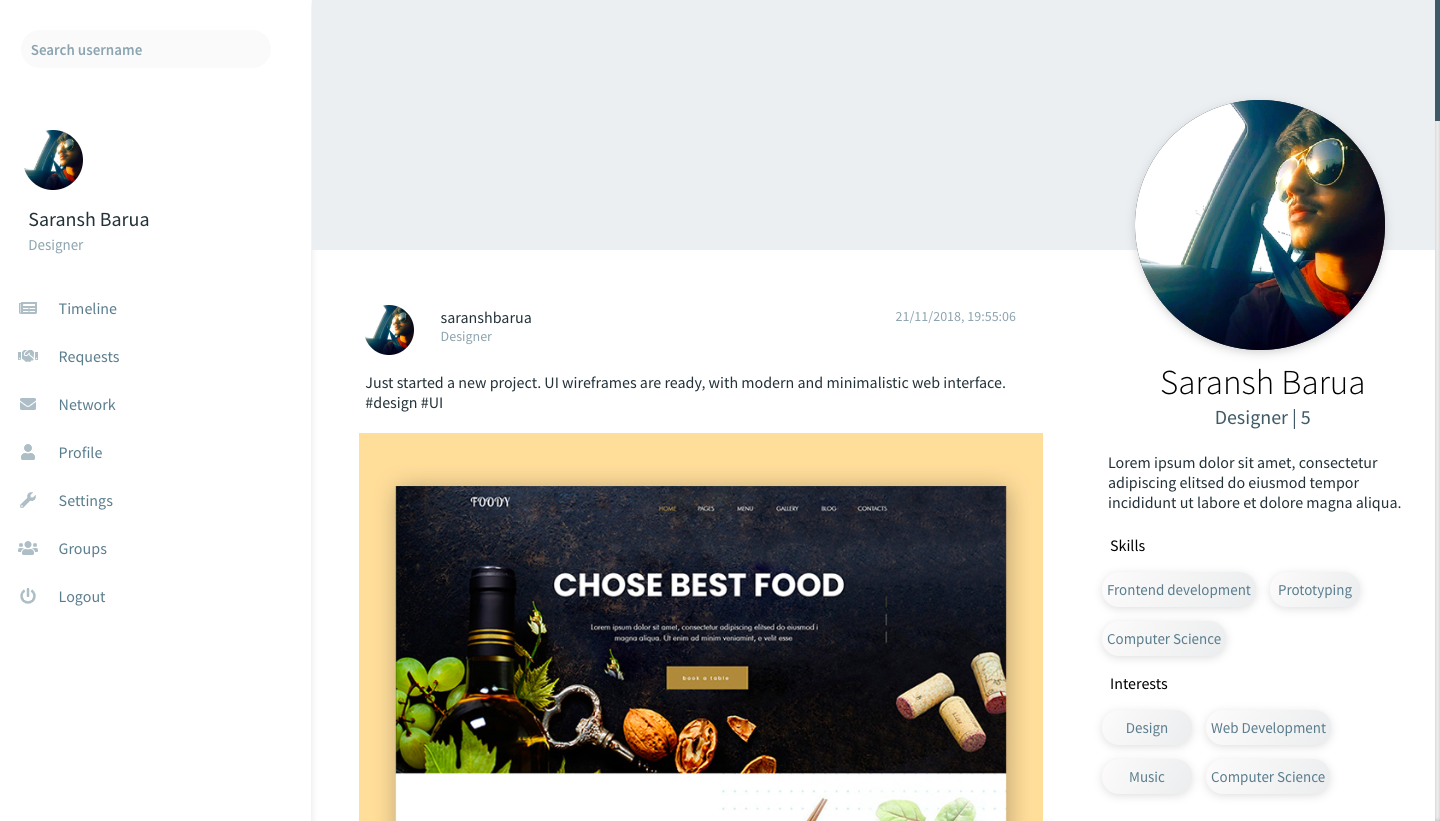 Search username
Saransh Barua
Designer
Timeline
Requests
Network
Profile
Settings
Groups
Logout
saranshbarua
Designer
21/11/2018, 19:55:06
Just started a new project. UI wireframes are ready, with modern and minimalistic web interface.
#design #UI
FOODY
HOME PAGES MENU GALLERY BLOG CONTACTS
CHOSE BEST FOOD
Lorem ipsum dolor sit amet, consectetur adipiscing elitsed do eiusmod i
magna aliqua. Ut enim ad minim veniamint, e velit esse
book a table
Saransh Barua
Designer | 5
Lorem ipsum dolor sit amet, consectetur
adipiscing elitsed do eiusmod tempor
incididunt ut labore et dolore magna aliqua.
Skills
Frontend development Prototyping
Computer Science
Interests
Design Web Development
Music Computer Science